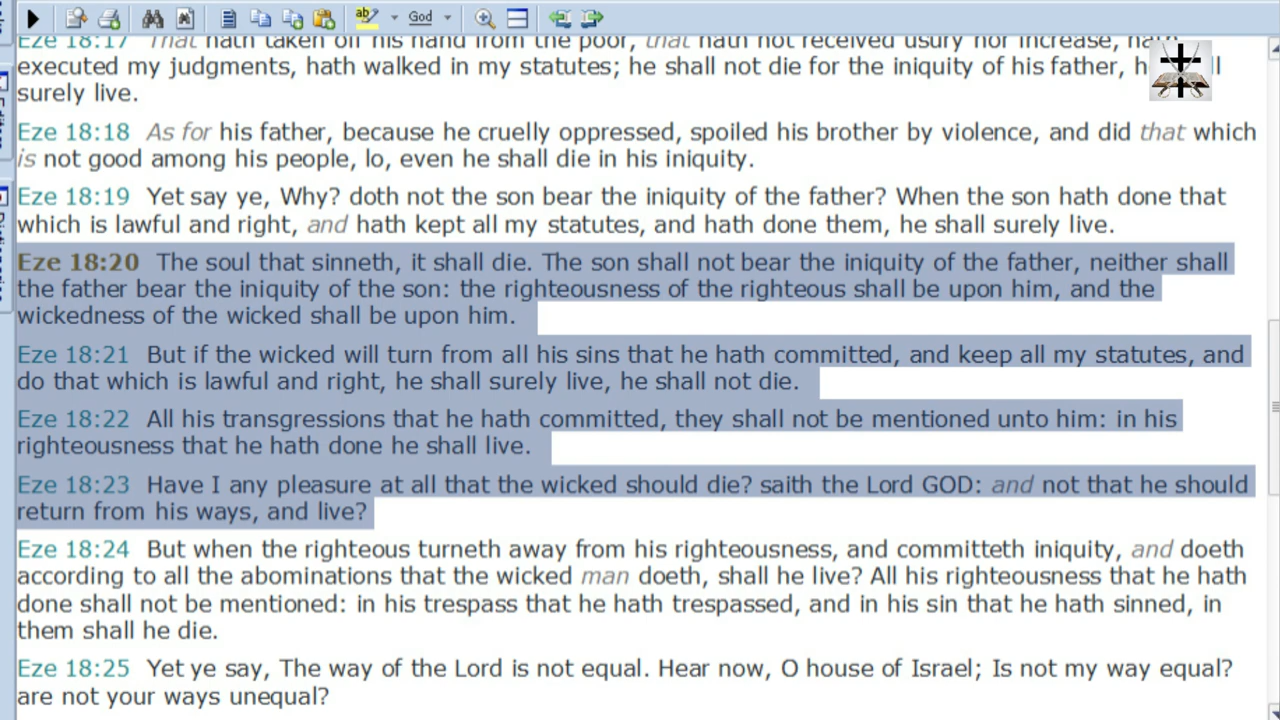 God
Eze 18:17 That hath taken off his hand from the poor, that hath not received usury nor increase, hath
executed my judgments, hath walked in my statutes; he shall not die for the iniquity of his father,
surely live.
Eze 18:18 As for his father, because he cruelly oppressed, spoiled his brother by violence, and did that which
is not good among his people, lo, even he shall die in his iniquity.
Eze 18:19 Yet say ye, Why? doth not the son bear the iniquity of the father? When the son hath done that
which is lawful and right, and hath kept all my statutes, and hath done them, he shall surely live.
Eze 18:20 The soul that sinneth, it shall die. The son shall not bear the iniquity of the father, neither shall
the father bear the iniquity of the son: the righteousness of the righteous shall be upon him, and the
wickedness of the wicked shall be upon him.
Eze 18:21 But if the wicked will turn from all his sins that he hath committed, and keep all my statutes, and
do that which is lawful and right, he shall surely live, he shall not die.
Eze 18:22 All his transgressions that he hath committed, they shall not be mentioned unto him: in his
righteousness that he hath done he shall live.
Eze 18:23 Have I any pleasure at all that the wicked should die? saith the Lord GOD: and not that he should
return from his ways, and live?
Eze 18:24 But when the righteous turneth away from his righteousness, and committeth iniquity, and doeth
according to all the abominations that the wicked man doeth, shall he live? All his righteousness that he hath
done shall not be mentioned: in his trespass that he hath trespassed, and in his sin that he hath sinned, in
them shall he die.
Eze 18:25 Yet ye say, The way of the Lord is not equal. Hear now, O house of Israel; Is not my way equal?
are not your ways unequal?